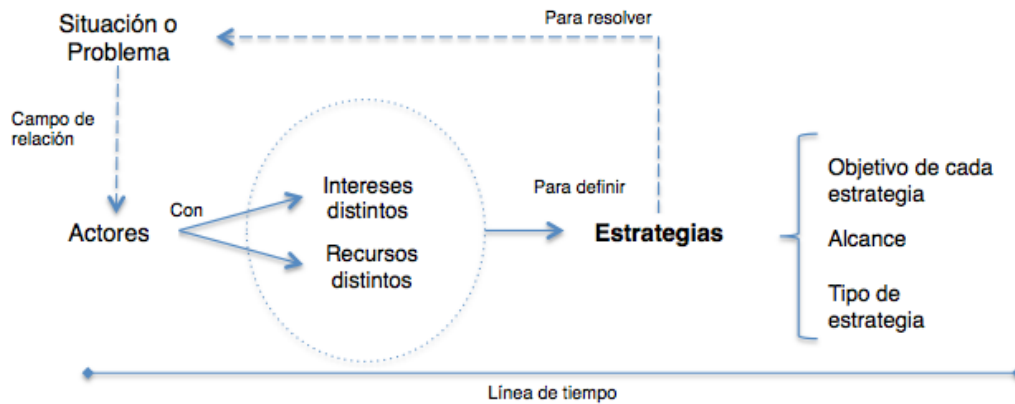 Situación o
Problema
Para resolver
Campo de
relación
Actores
Con
Intereses
distintos
Recursos
distintos
Para definir
Estrategias
Objetivo de cada
estrategia
Alcance
Tipo de
estrategia
Línea de tiempo